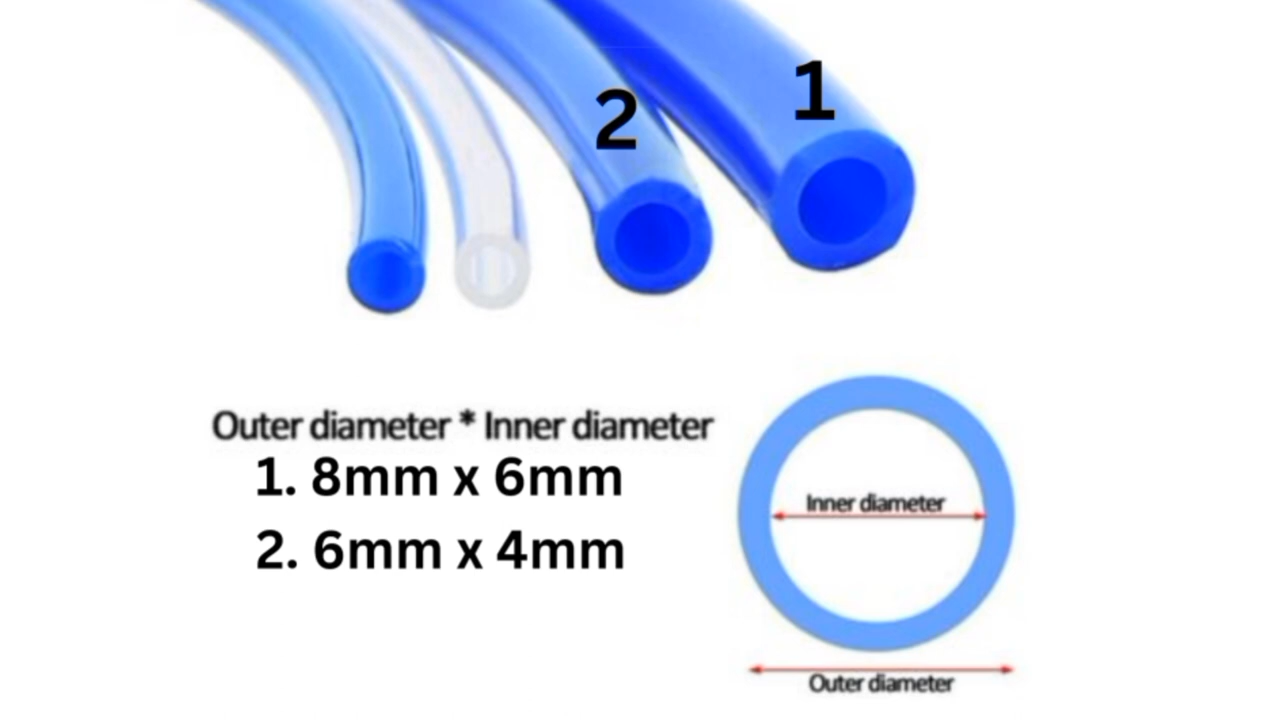 2
1
Outer diameter * Inner diameter
1. 8mm x 6mm
2. 6mm x 4mm
Inner diameter
Outer diameter